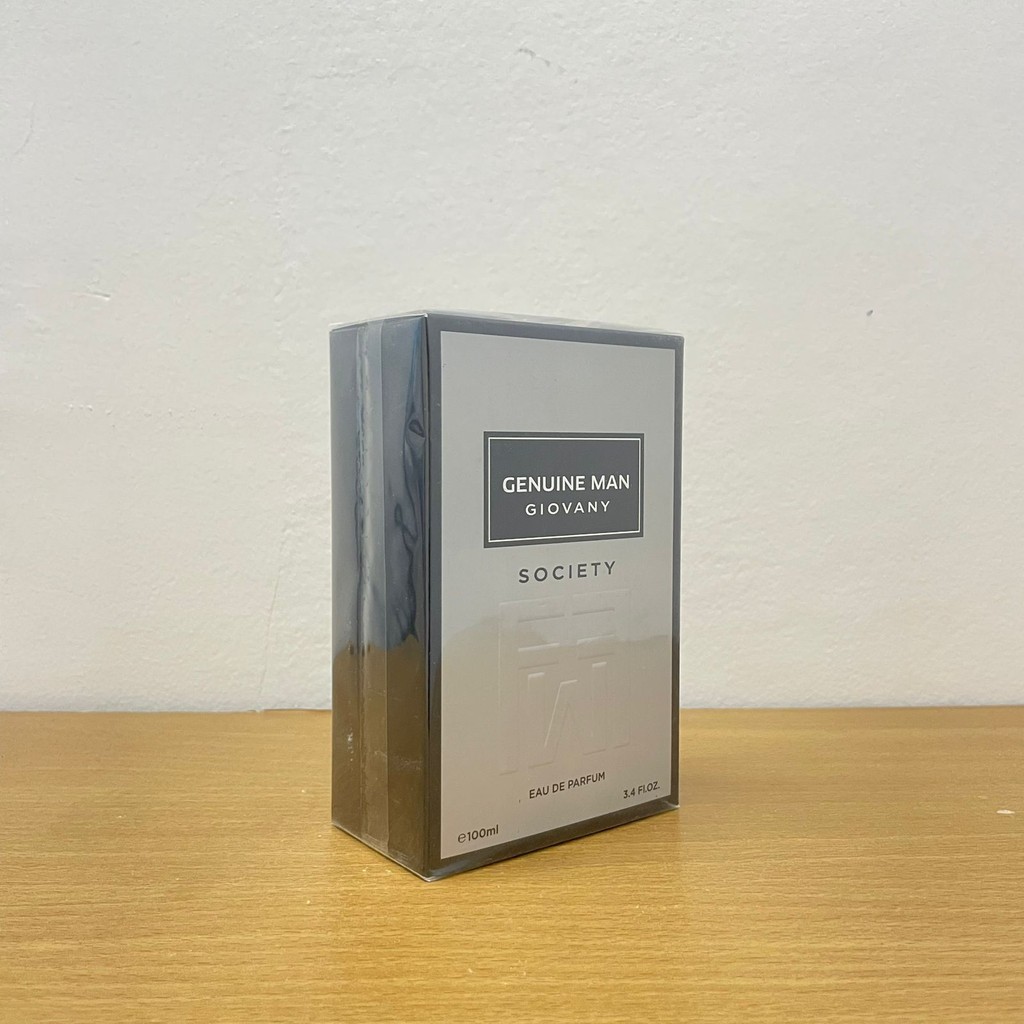 GENUINE MAN
GIOVANY
SOCIETY
EAU DE PARFUM
3.4 Fl.OZ.
℮100ml